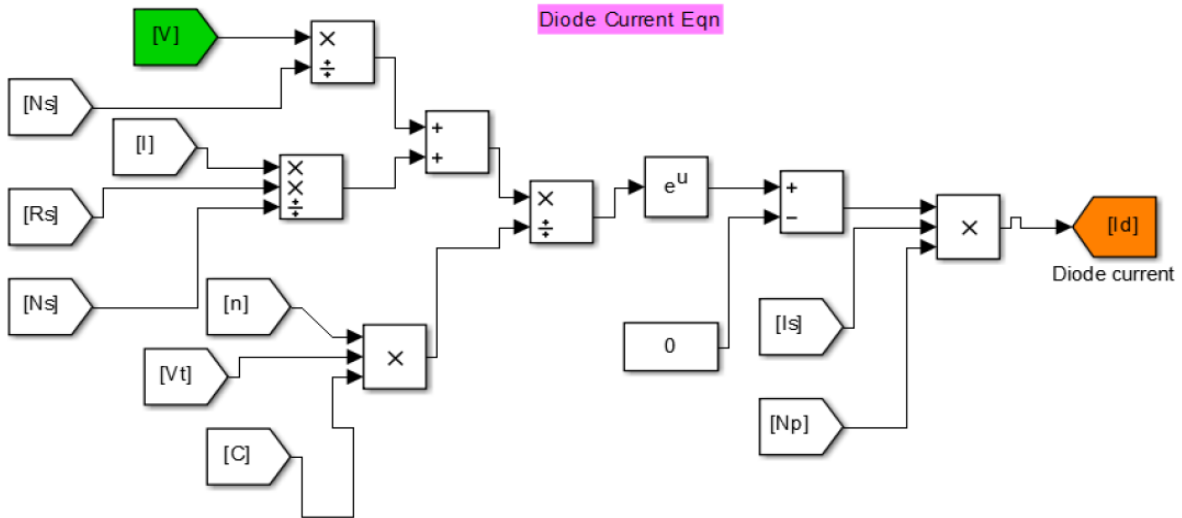 Diode Current Eqn
[V]
×
÷
[Ns]
[I]
×
×
÷
[Rs]
[Ns]
+
+
×
÷
[n]
[Vt]
[C]
×
e^u
+
−
0
×
[Is]
[Np]
[Id]
Diode current